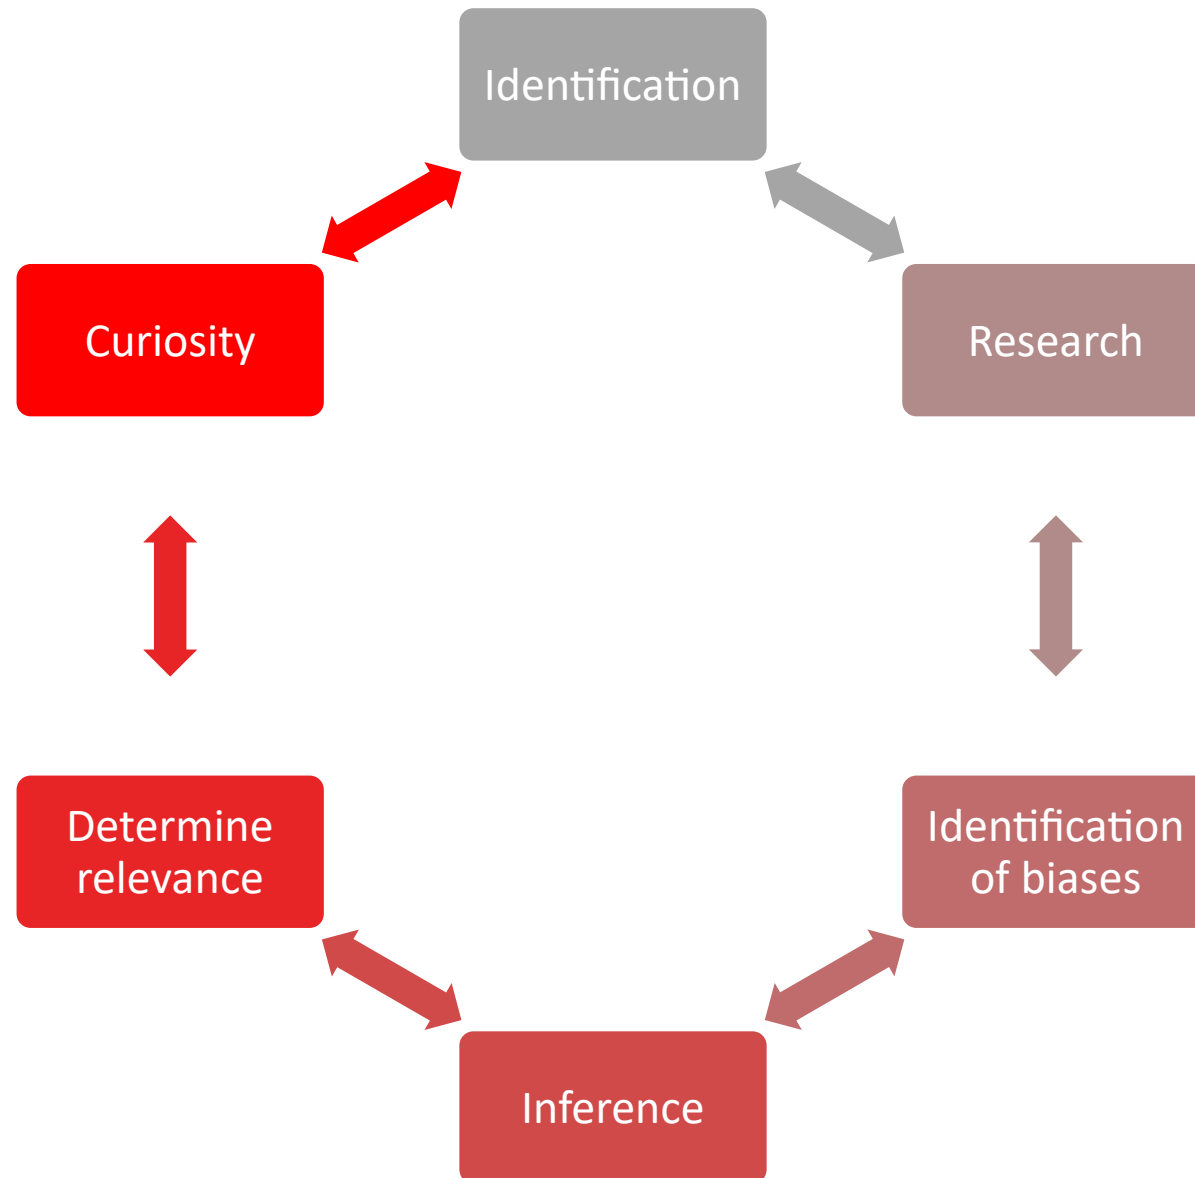 Identification
Curiosity
Research
Determine
relevance
Identification
of biases
Inference